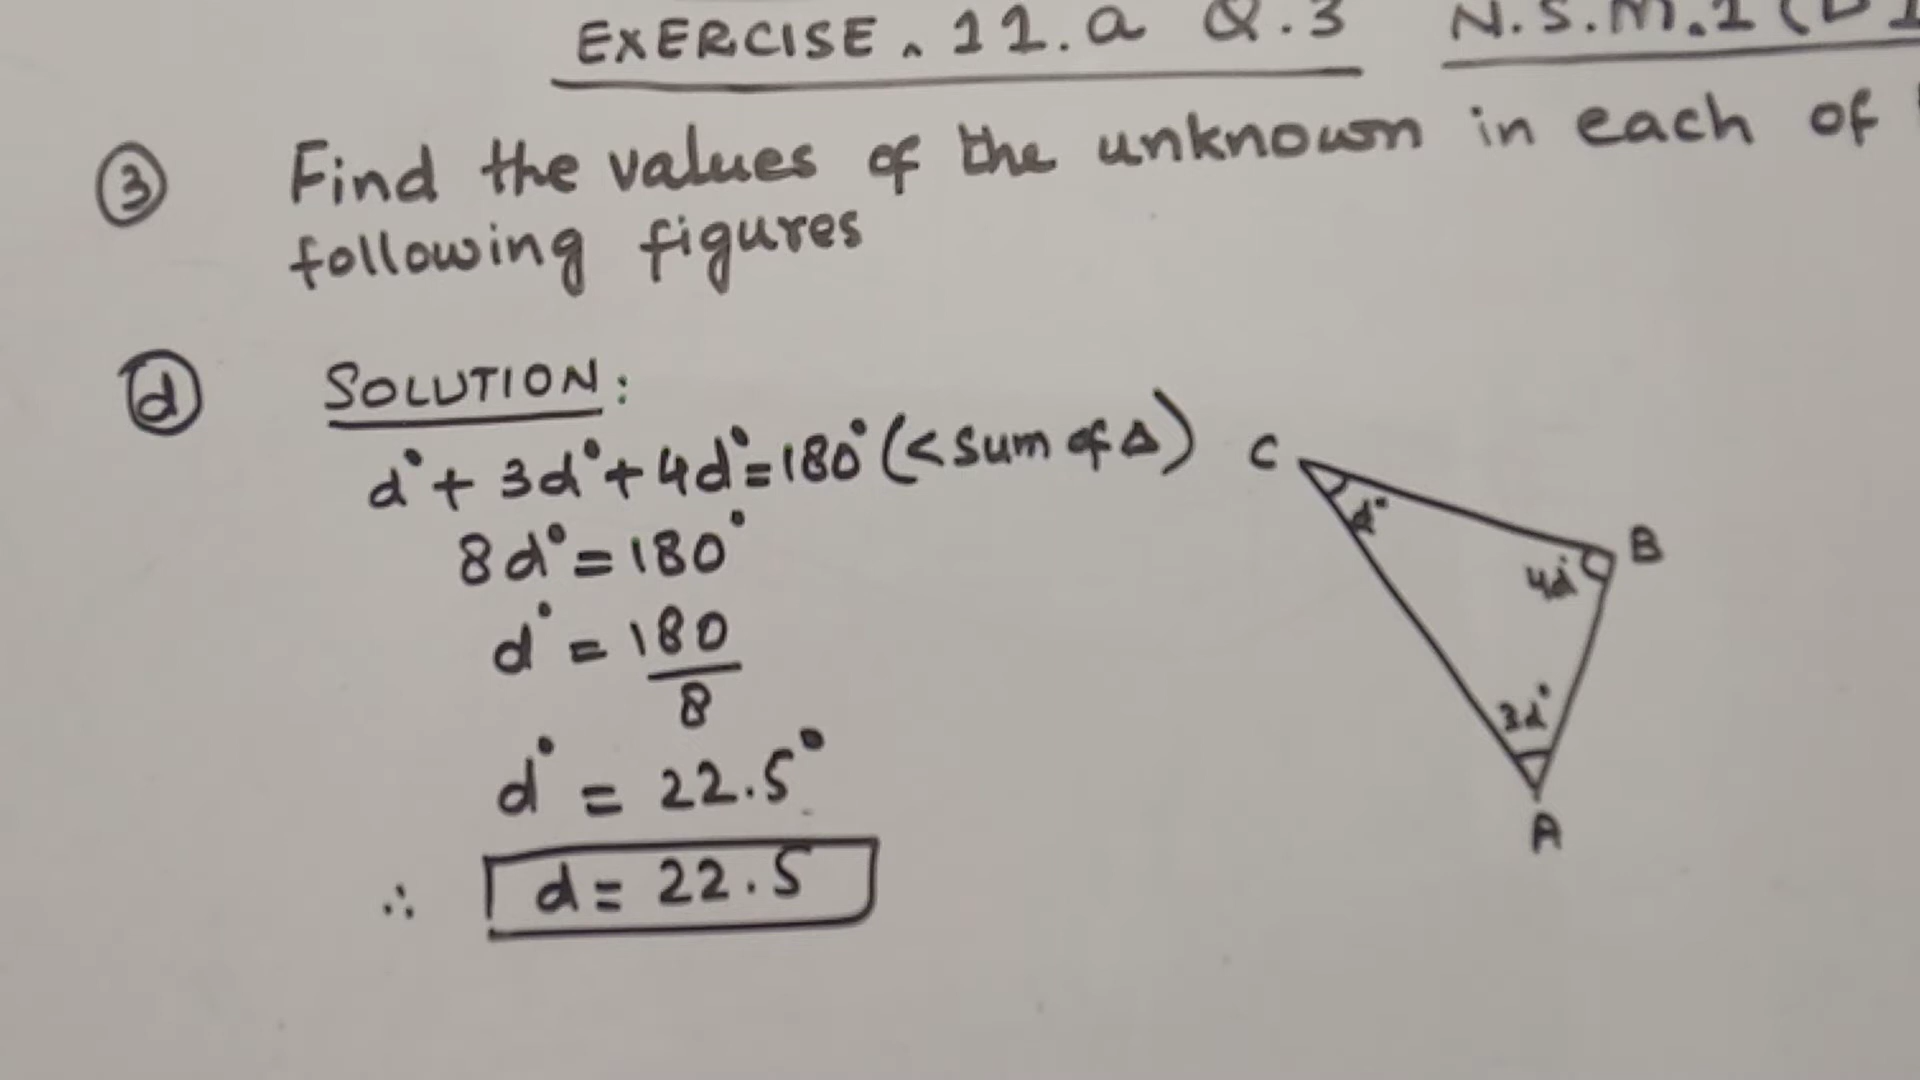 EXERCISE. 11.a Q.3 N.S.M.1
③ Find the values of the unknown in each of
following figures
ⓓ SOLUTION:
d° + 3d° + 4d° = 180° (< Sum of Δ)
8d° = 180°
d° = 180/8
d° = 22.5°
∴ d = 22.5
C
d°
B
4d°
3d°
A